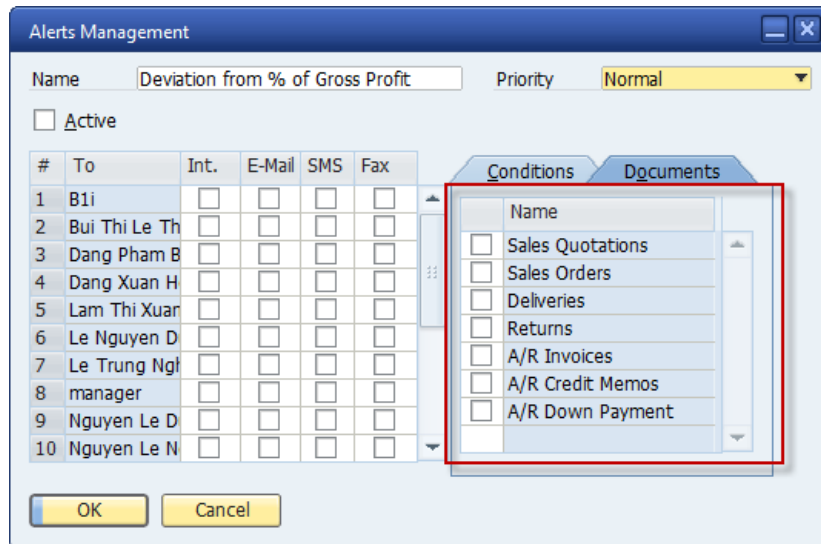 Alerts Management
Name Deviation from % of Gross Profit Priority Normal
Active
# To Int. E-Mail SMS Fax
Conditions Documents
1 B1i
2 Bui Thi Le Th
3 Dang Pham B
4 Dang Xuan H
5 Lam Thi Xuar
6 Le Nguyen D
7 Le Trung Ngh
8 manager
9 Nguyen Le D
10 Nguyen Le N
Name
Sales Quotations
Sales Orders
Deliveries
Returns
A/R Invoices
A/R Credit Memos
A/R Down Payment
OK Cancel